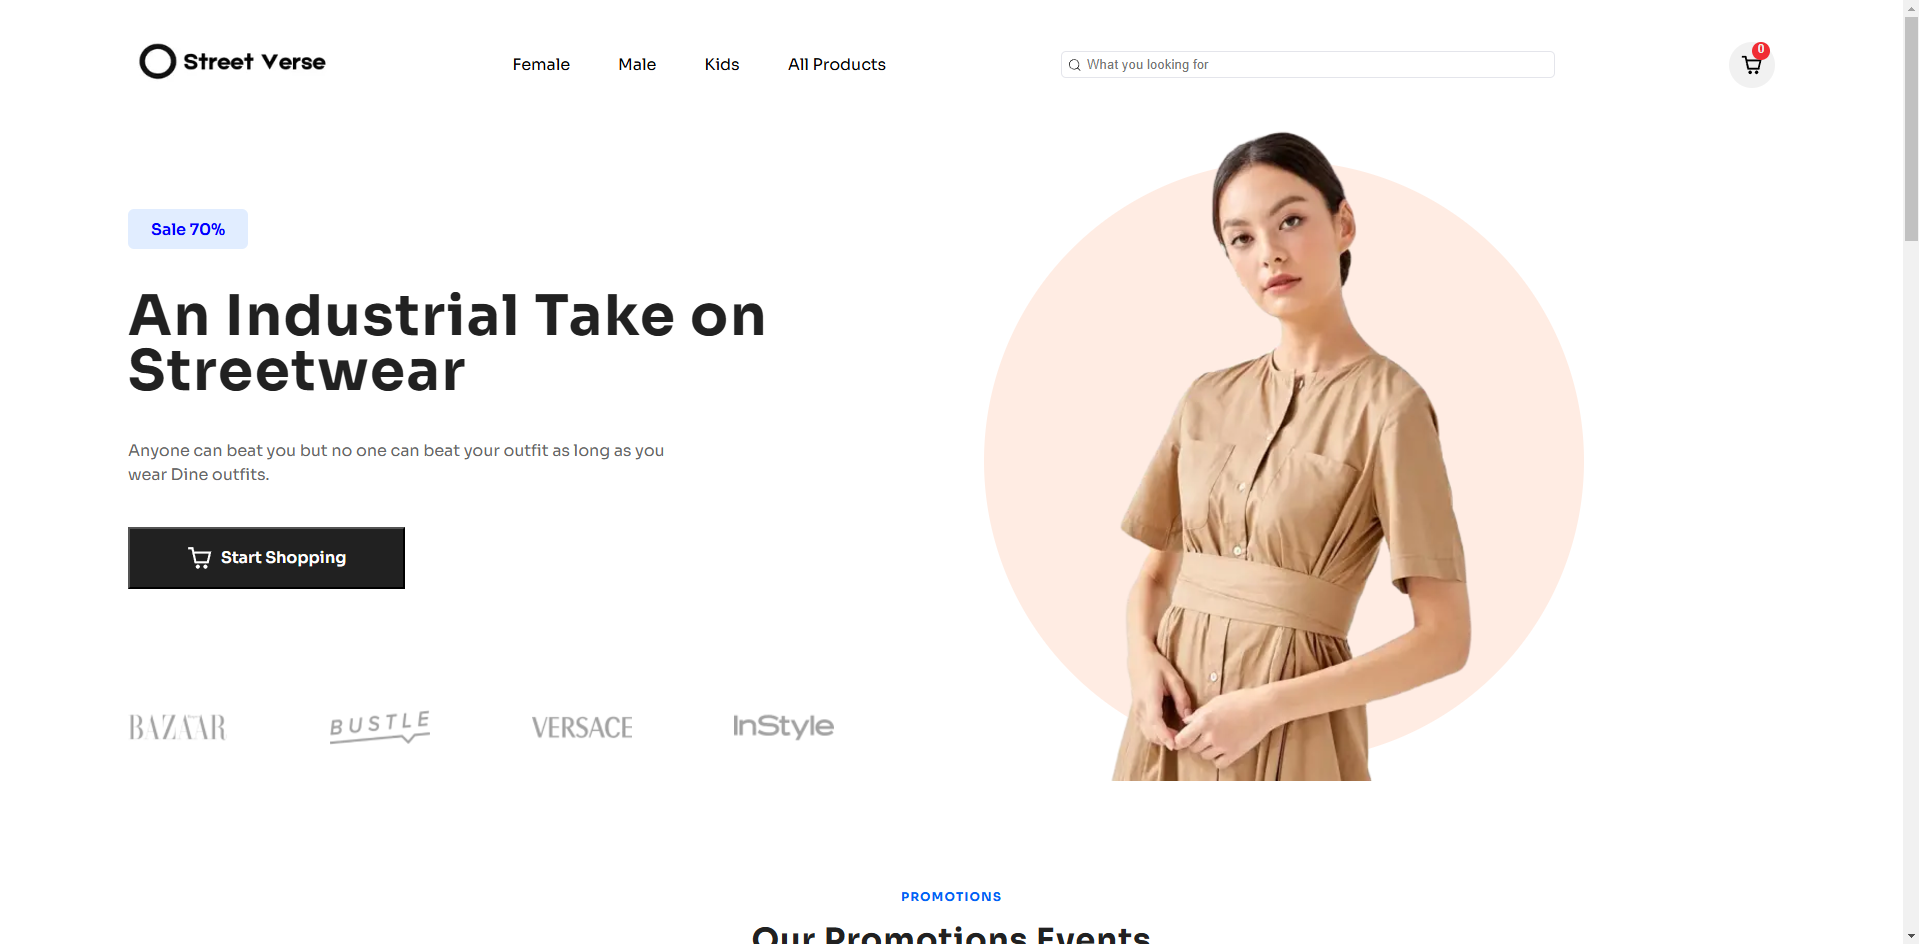 Street Verse
Female
Male
Kids
All Products
What you looking for
0
Sale 70%
An Industrial Take on
Streetwear
Anyone can beat you but no one can beat your outfit as long as you
wear Dine outfits.
Start Shopping
BAZAAR
BUSTLE
VERSACE
InStyle
PROMOTIONS
Our Promotions Events